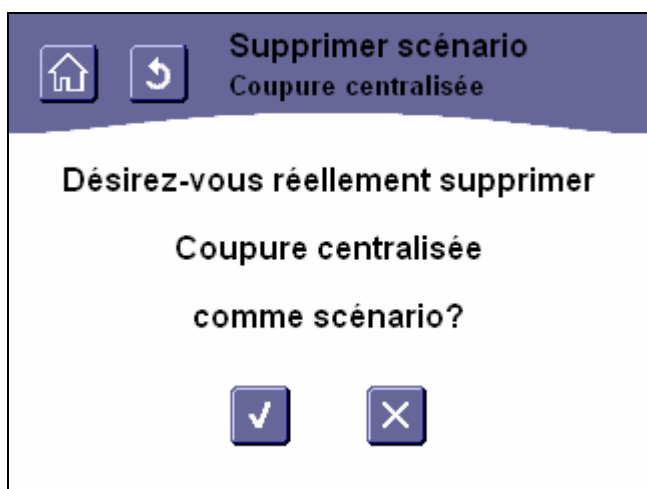 Supprimer scénario
Coupure centralisée
Désirez-vous réellement supprimer
Coupure centralisée
comme scénario?